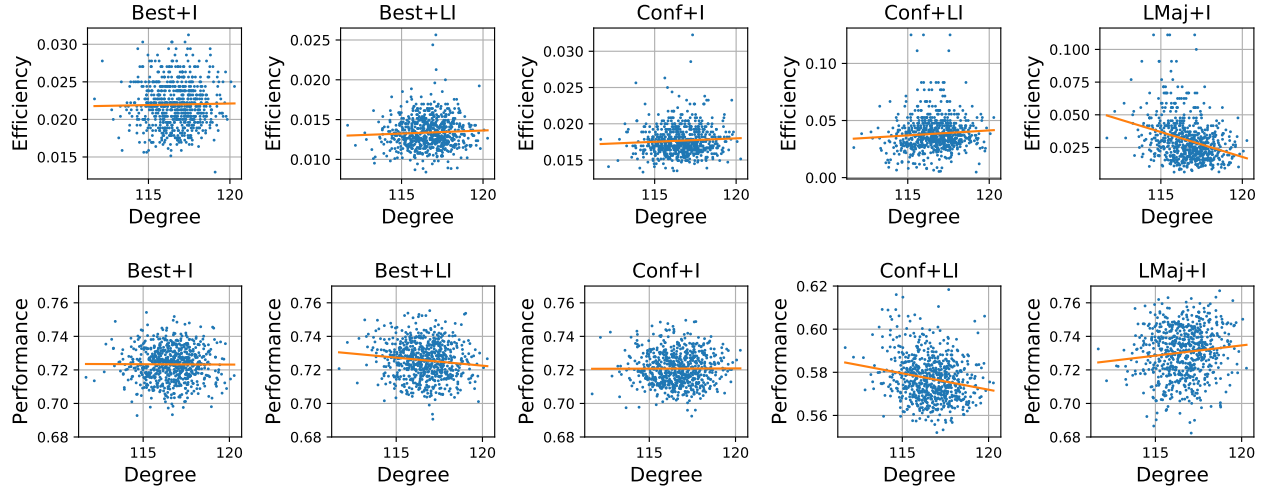 Best+I
Best+LI
Conf+I
Conf+LI
LMaj+I
Efficiency
0.030
0.025
0.020
0.015
115
120
Degree
Efficiency
0.025
0.020
0.015
0.010
115
120
Degree
Efficiency
0.030
0.025
0.020
0.015
115
120
Degree
Efficiency
0.10
0.05
0.00
115
120
Degree
Efficiency
0.100
0.075
0.050
0.025
115
120
Degree
Best+I
Best+LI
Conf+I
Conf+LI
LMaj+I
Performance
0.76
0.74
0.72
0.70
0.68
115
120
Degree
Performance
0.76
0.74
0.72
0.70
0.68
115
120
Degree
Performance
0.76
0.74
0.72
0.70
0.68
115
120
Degree
Performance
0.62
0.60
0.58
0.56
115
120
Degree
Performance
0.76
0.74
0.72
0.70
0.68
115
120
Degree